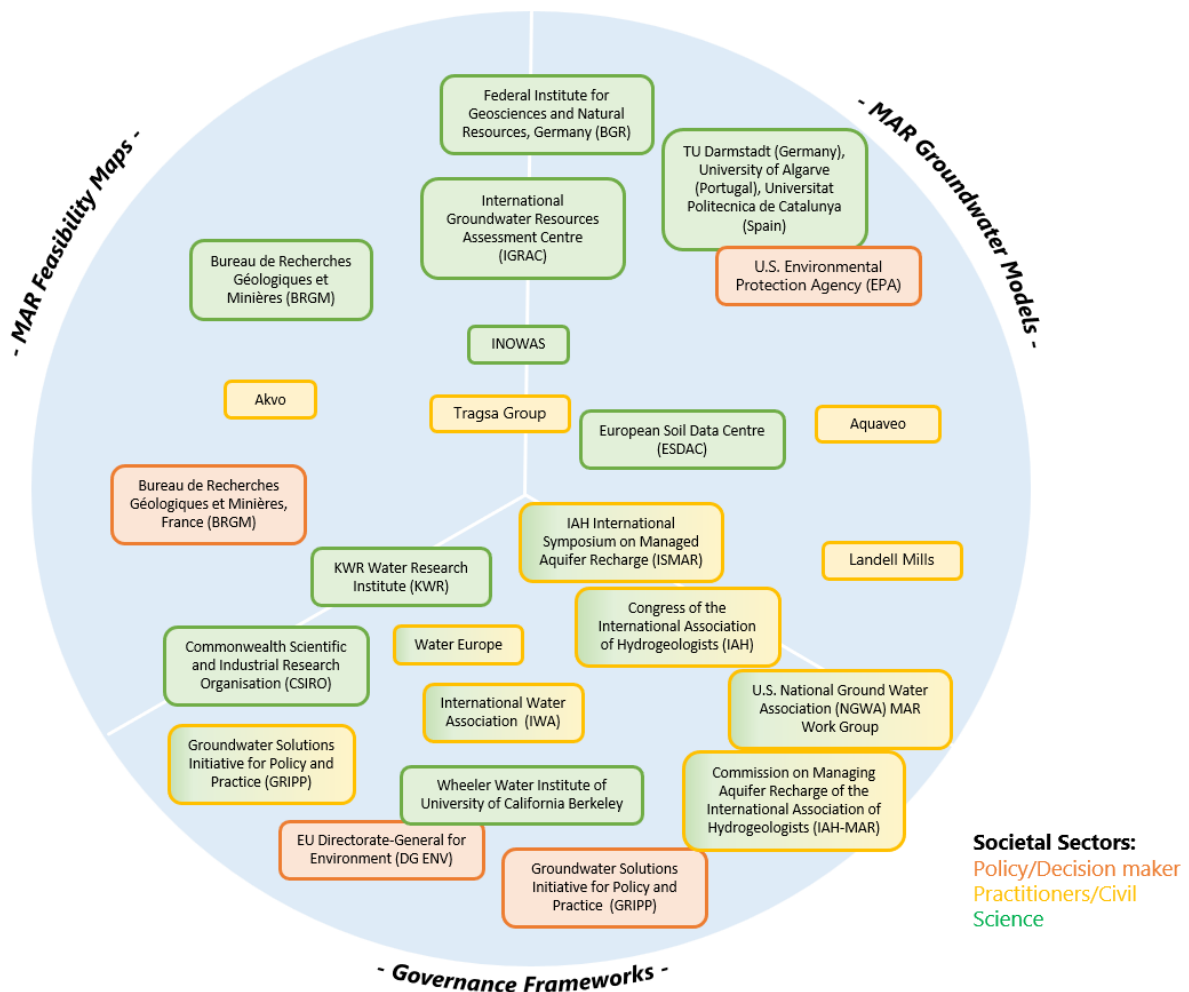 - MAR Feasibility Maps -
- MAR Groundwater Models -
Federal Institute for
Geosciences and Natural
Resources, Germany (BGR)
TU Darmstadt (Germany),
University of Algarve
(Portugal), Universitat
Politecnica de Catalunya
(Spain)
International
Groundwater Resources
Assessment Centre
(IGRAC)
Bureau de Recherches
Géologiques et
Minières (BRGM)
U.S. Environmental
Protection Agency (EPA)
INOWAS
Akvo
Tragsa Group
European Soil Data Centre
(ESDAC)
Aquaveo
Bureau de Recherches
Géologiques et Minières,
France (BRGM)
IAH International
Symposium on Managed
Aquifer Recharge (ISMAR)
Landell Mills
KWR Water Research
Institute (KWR)
Congress of the
International Association
of Hydrogeologists (IAH)
Commonwealth Scientific
and Industrial Research
Organisation (CSIRO)
Water Europe
U.S. National Ground Water
Association (NGWA) MAR
Work Group
International Water
Association  (IWA)
Groundwater Solutions
Initiative for Policy and
Practice (GRIPP)
Wheeler Water Institute of
University of California Berkeley
Commission on Managing
Aquifer Recharge of the
International Association of
Hydrogeologists (IAH-MAR)
EU Directorate-General for
Environment (DG ENV)
Groundwater Solutions
Initiative for Policy and
Practice  (GRIPP)
Societal Sectors:
Policy/Decision maker
Practitioners/Civil
Science
- Governance Frameworks -